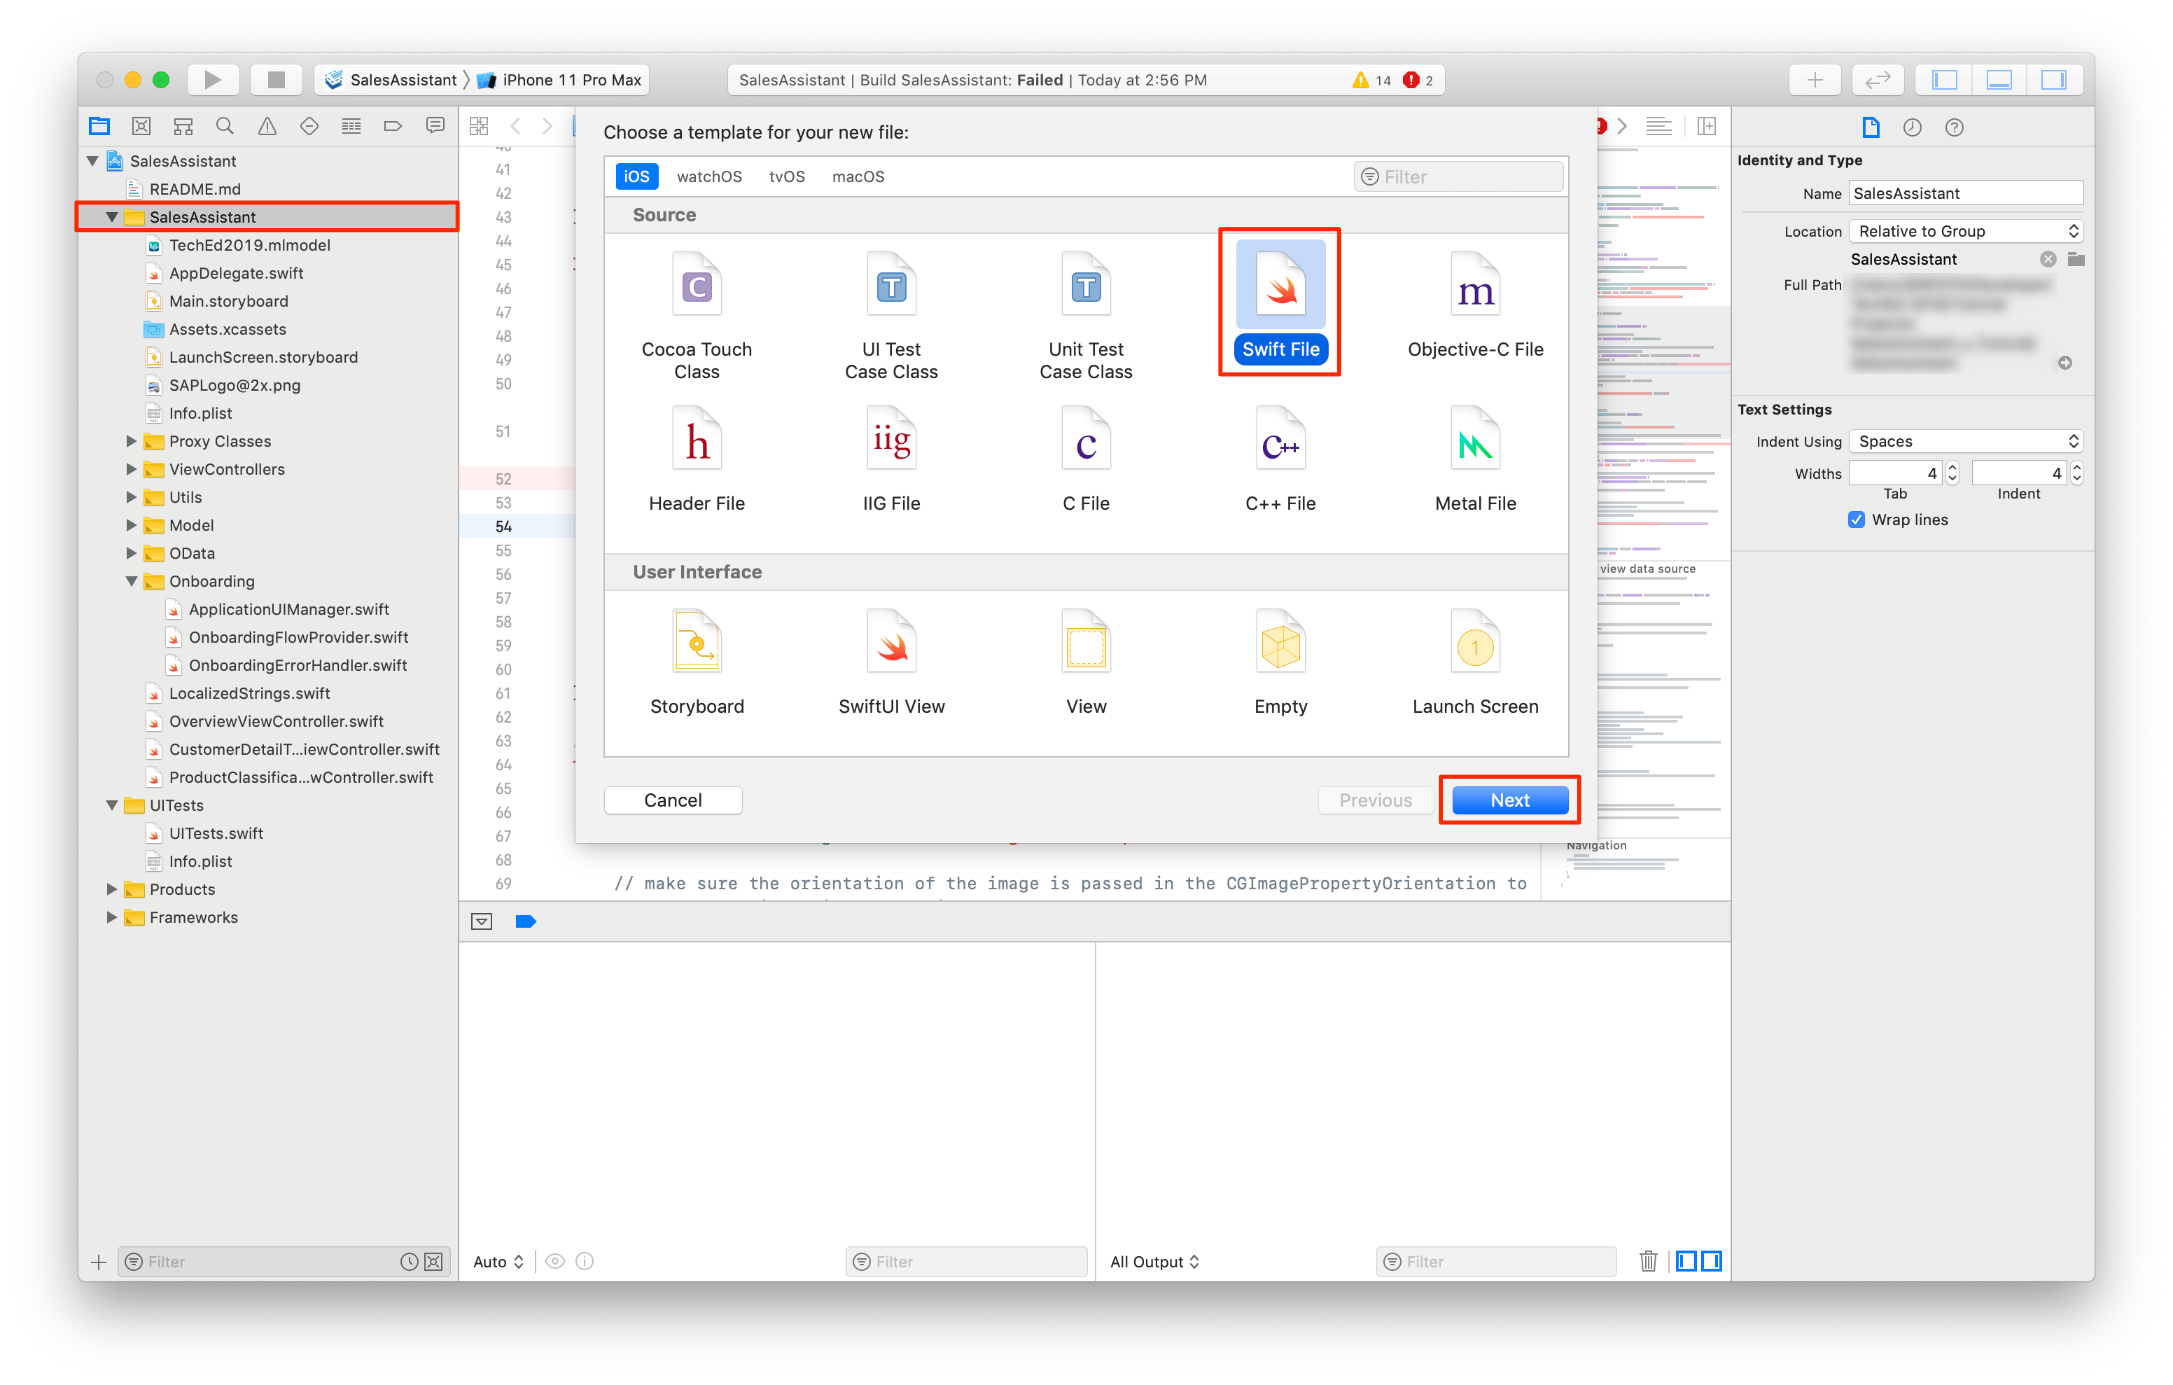 SalesAssistant
iPhone 11 Pro Max
SalesAssistant | Build SalesAssistant: Failed | Today at 2:56 PM
14
2
SalesAssistant
README.md
SalesAssistant
TechEd2019.mlmodel
AppDelegate.swift
Main.storyboard
Assets.xcassets
LaunchScreen.storyboard
SAPLogo@2x.png
Info.plist
Proxy Classes
ViewControllers
Utils
Model
OData
Onboarding
ApplicationUIManager.swift
OnboardingFlowProvider.swift
OnboardingErrorHandler.swift
LocalizedStrings.swift
OverviewViewController.swift
CustomerDetailT...iewController.swift
ProductClassifica...wController.swift
UITests
UITests.swift
Info.plist
Products
Frameworks
Filter
40
41
42
43
44
45
46
47
48
49
50
51
52
53
54
55
56
57
58
59
60
61
62
63
64
65
66
67
68
69
Choose a template for your new file:
iOS
watchOS
tvOS
macOS
Filter
Source
C
Cocoa Touch
Class
T
UI Test
Case Class
T
Unit Test
Case Class
Swift File
m
Objective-C File
h
Header File
iig
IIG File
c
C File
c++
C++ File
Metal File
User Interface
Storyboard
SwiftUI View
View
Empty
1
Launch Screen
Cancel
Previous
Next
// make sure the orientation of the image is passed in the CGImagePropertyOrientation to
view data source
Navigation
Auto
Filter
All Output
Filter
Identity and Type
Name
SalesAssistant
Location
Relative to Group
SalesAssistant
Full Path
Text Settings
Indent Using
Spaces
Widths
4
4
Tab
Indent
Wrap lines